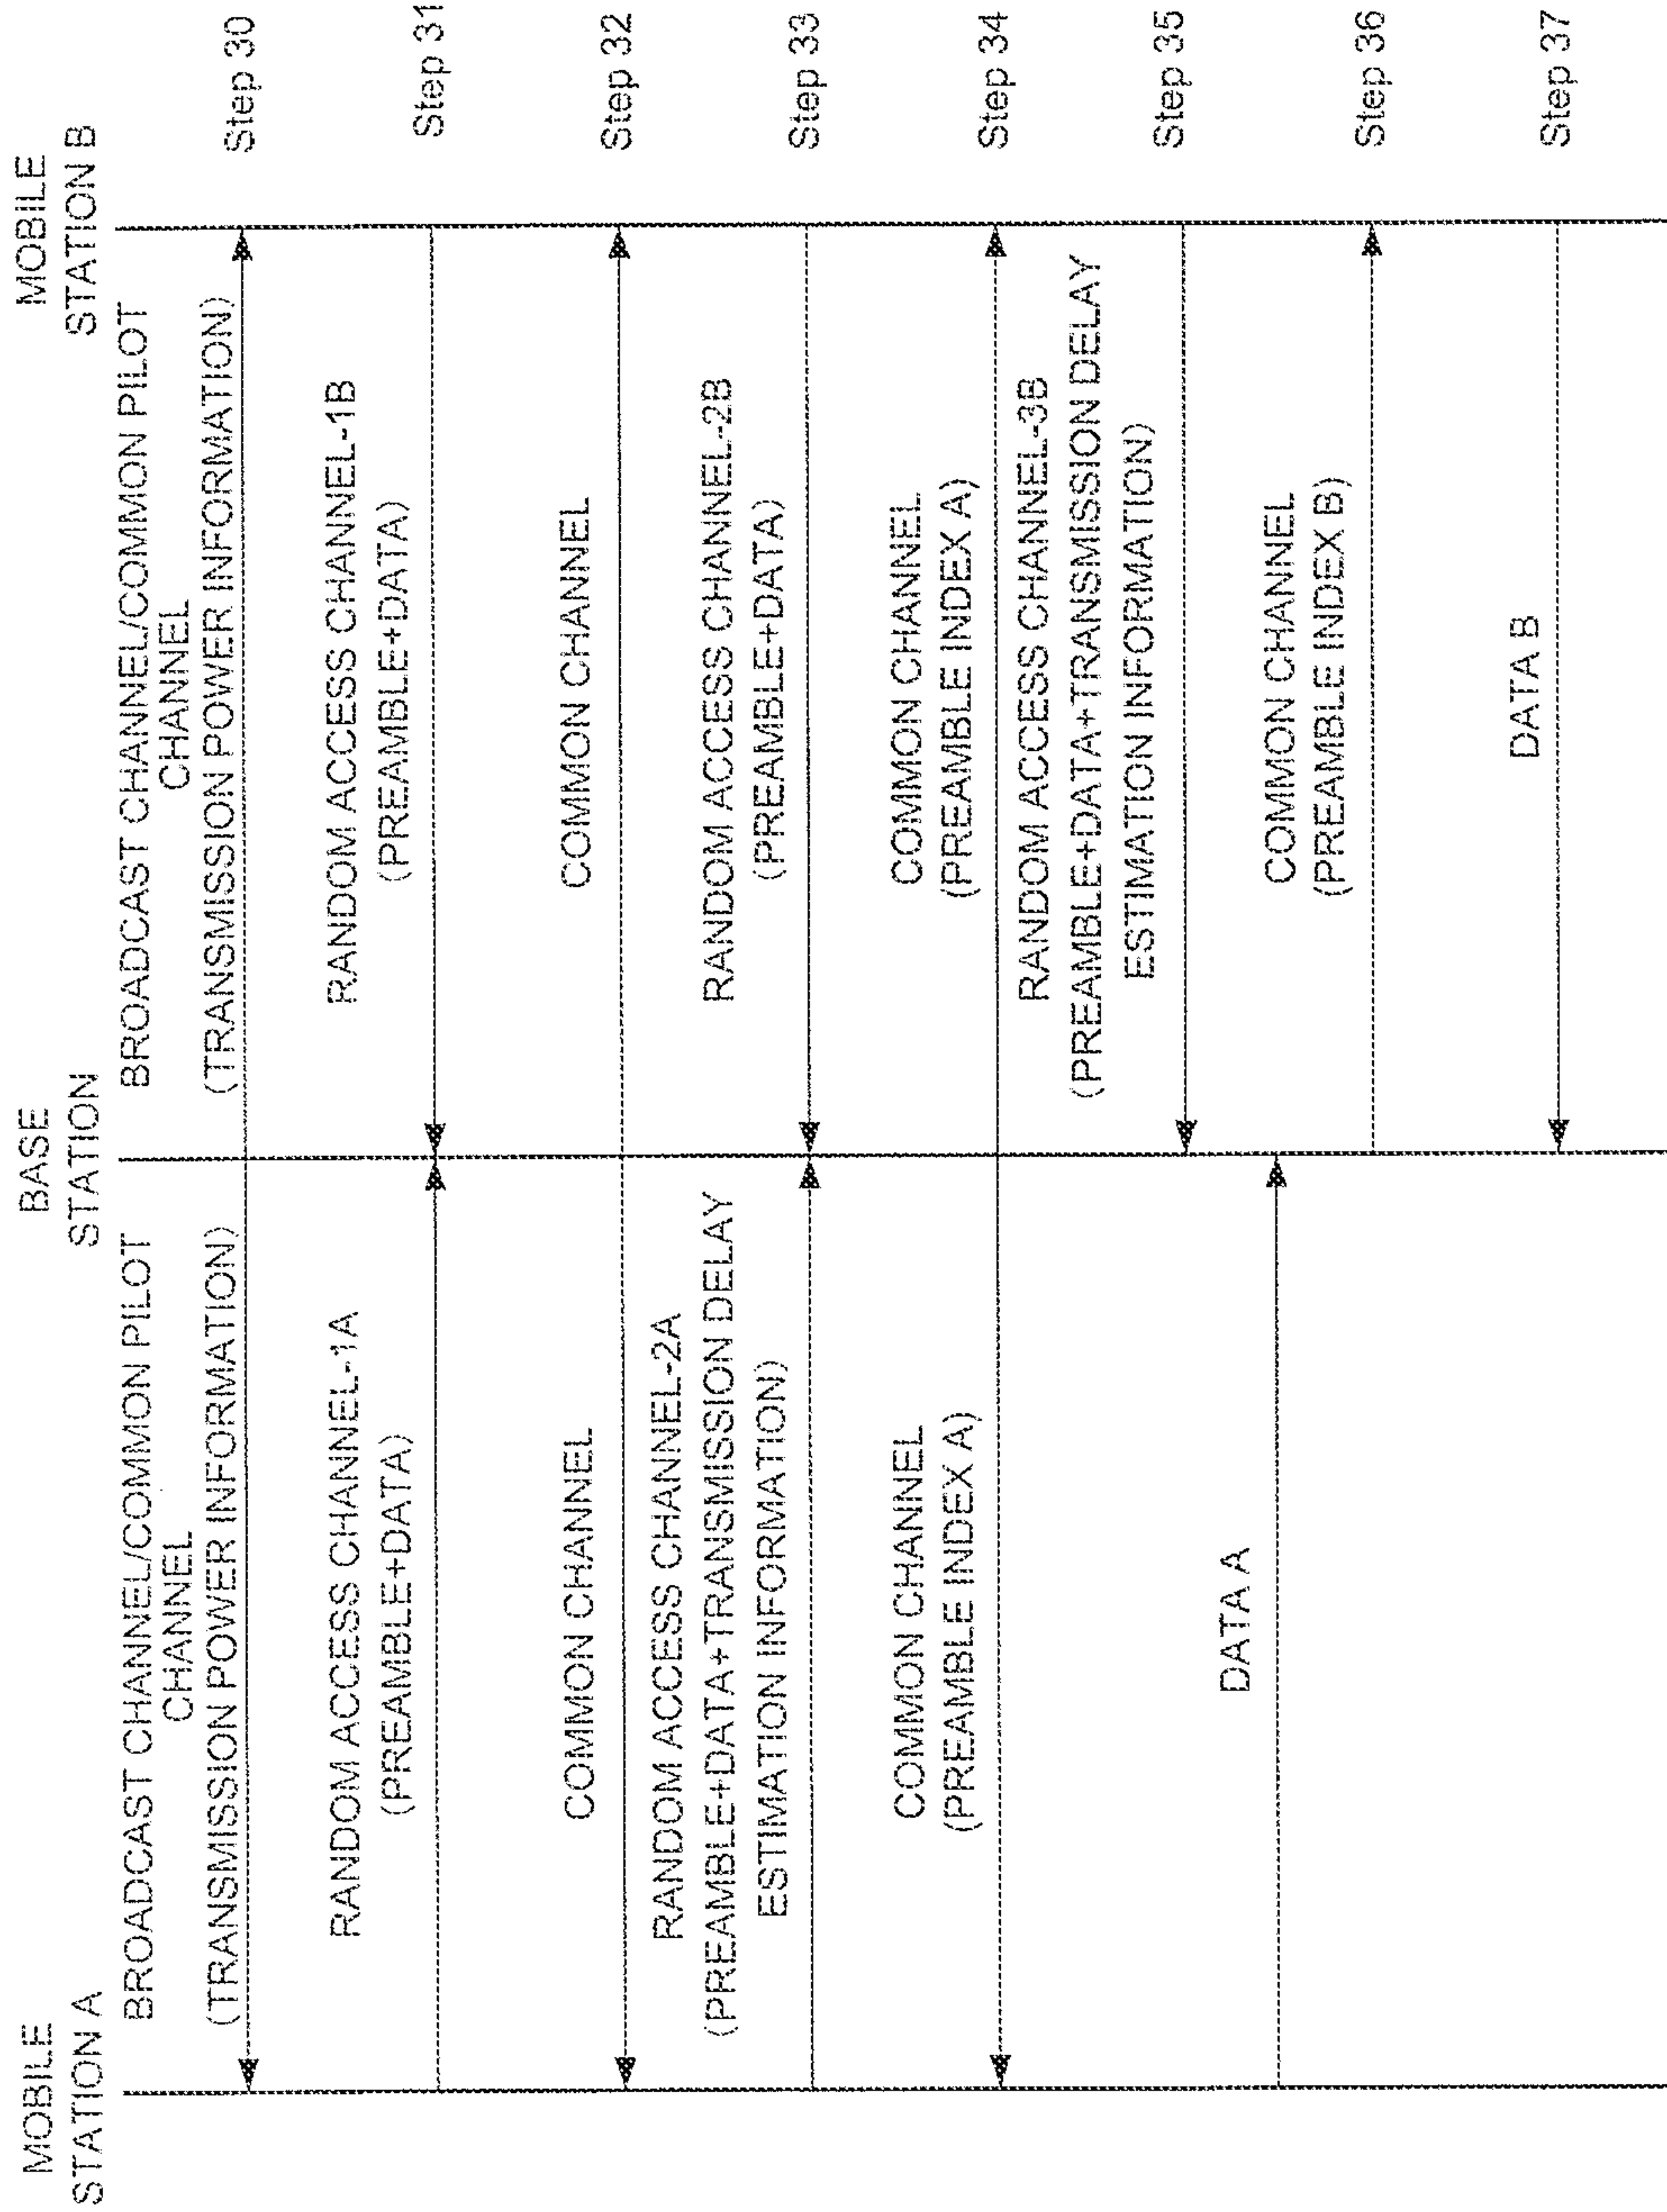 MOBILE
STATION A
BASE
STATION
MOBILE
STATION B
BROADCAST CHANNEL/COMMON PILOT
CHANNEL
(TRANSMISSION POWER INFORMATION)
BROADCAST CHANNEL/COMMON PILOT
CHANNEL
(TRANSMISSION POWER INFORMATION)
Step 30
RANDOM ACCESS CHANNEL-1A
(PREAMBLE+DATA)
RANDOM ACCESS CHANNEL-1B
(PREAMBLE+DATA)
Step 31
COMMON CHANNEL
COMMON CHANNEL
Step 32
RANDOM ACCESS CHANNEL-2A
(PREAMBLE+DATA+TRANSMISSION DELAY
ESTIMATION INFORMATION)
RANDOM ACCESS CHANNEL-2B
(PREAMBLE+DATA)
Step 33
COMMON CHANNEL
(PREAMBLE INDEX A)
COMMON CHANNEL
(PREAMBLE INDEX A)
Step 34
RANDOM ACCESS CHANNEL-3B
(PREAMBLE+DATA+TRANSMISSION DELAY
ESTIMATION INFORMATION)
Step 35
DATA A
COMMON CHANNEL
(PREAMBLE INDEX B)
Step 36
DATA B
Step 37